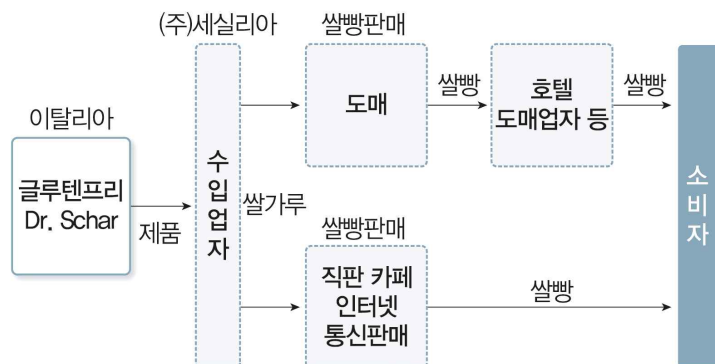 (주)세실리아
쌀빵판매
도매
쌀빵
호텔
도매업자 등
쌀빵
이탈리아
글루텐프리
Dr. Schar
제품
수입업자
쌀가루
쌀빵판매
직판 카페
인터넷
통신판매
쌀빵
소비자